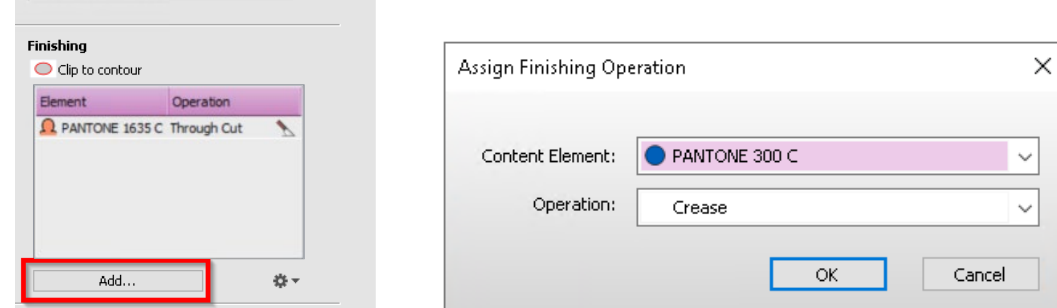 Finishing
Clip to contour
Element Operation
PANTONE 1635 C Through Cut
Add...
Assign Finishing Operation
Content Element: PANTONE 300 C
Operation: Crease
OK Cancel